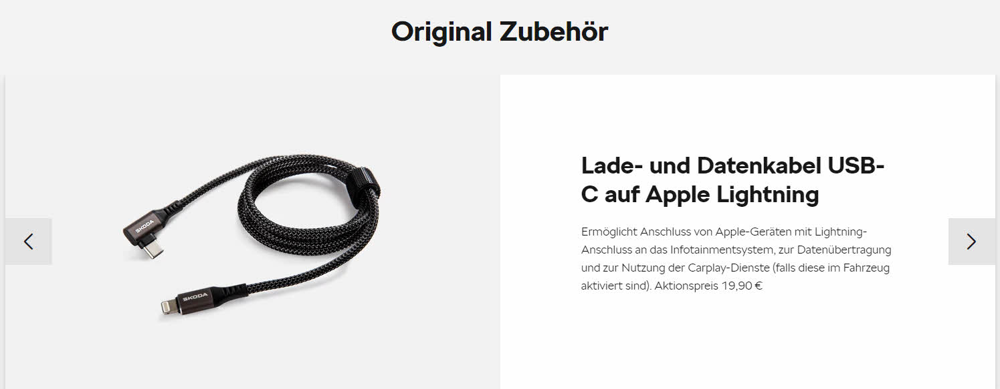 Original Zubehör
SKODA
SKODA
Lade- und Datenkabel USB-
C auf Apple Lightning
Ermöglicht Anschluss von Apple-Geräten mit Lightning-
Anschluss an das Infotainmentsystem, zur Datenübertragung
und zur Nutzung der Carplay-Dienste (falls diese im Fahrzeug
aktiviert sind). Aktionspreis 19,90 €